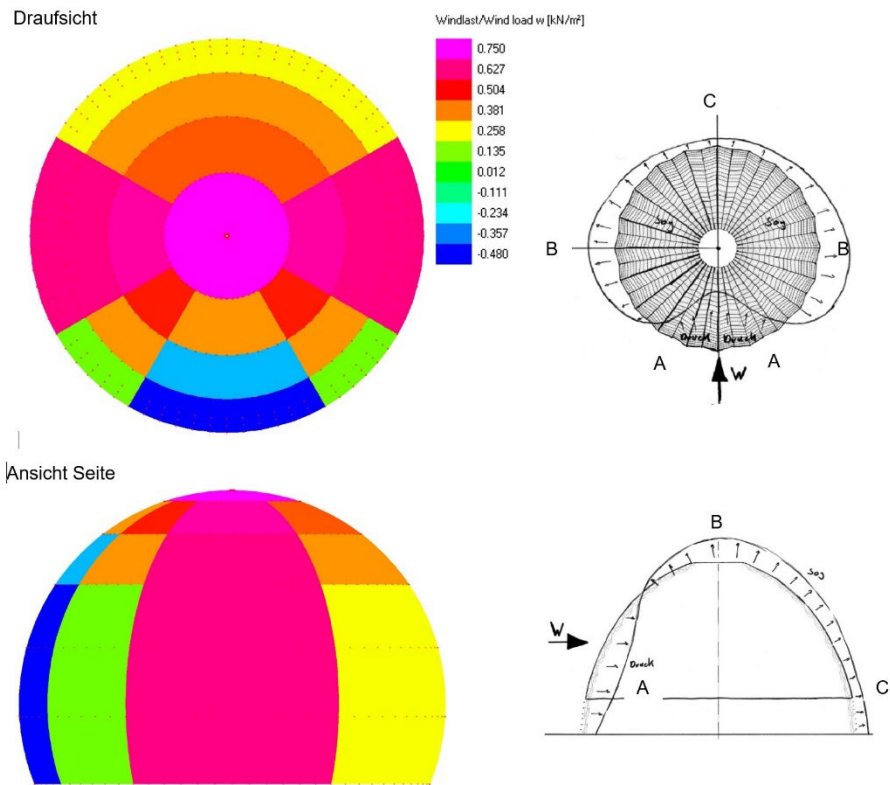 Draufsicht
Windlast/Wind load w [kN/m²]
0.750
0.627
0.504
0.381
0.258
0.135
0.012
-0.111
-0.234
-0.357
-0.480
C
Sog
Sog
B
B
Druck
Druck
A
A
W
Ansicht Seite
B
Sog
W
Druck
A
C